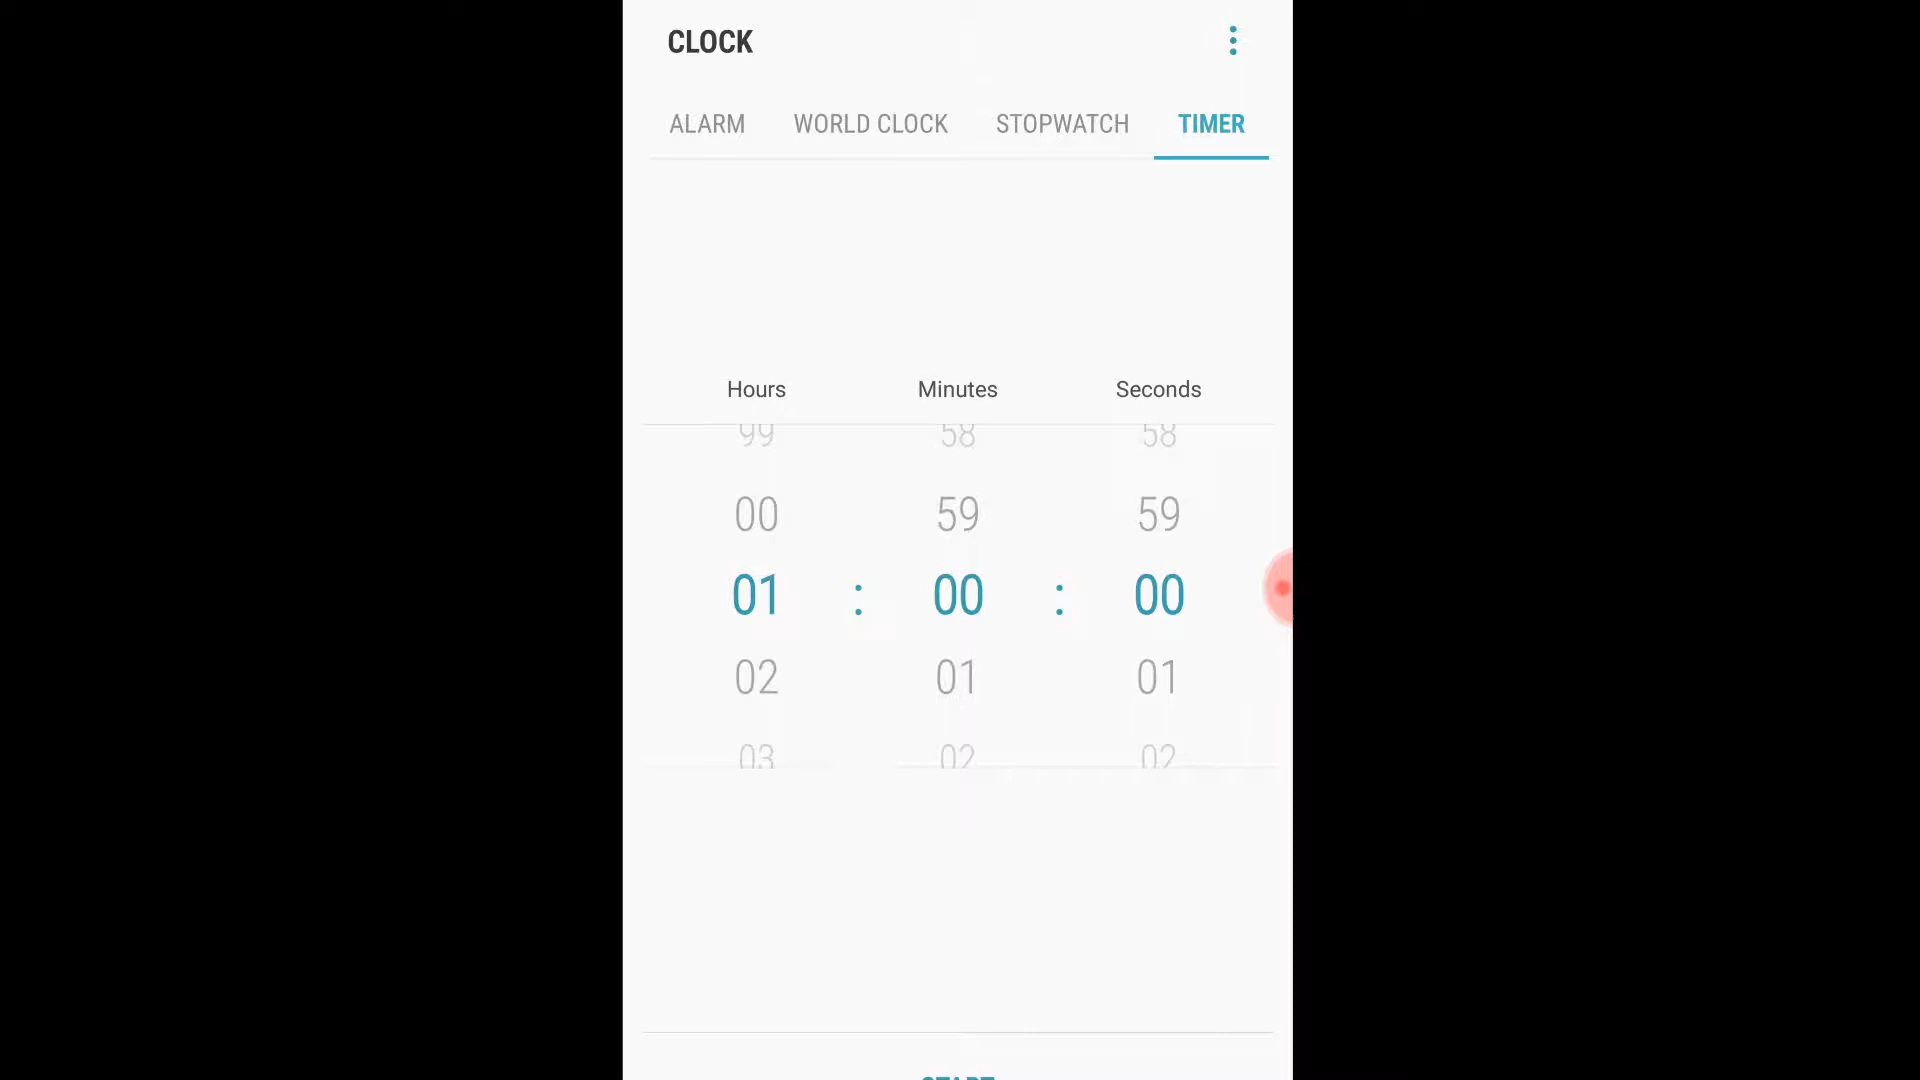 CLOCK
ALARM WORLD CLOCK STOPWATCH TIMER
Hours Minutes Seconds
99 58 58
00 59 59
01 : 00 : 00
02 01 01
03 02 02
START